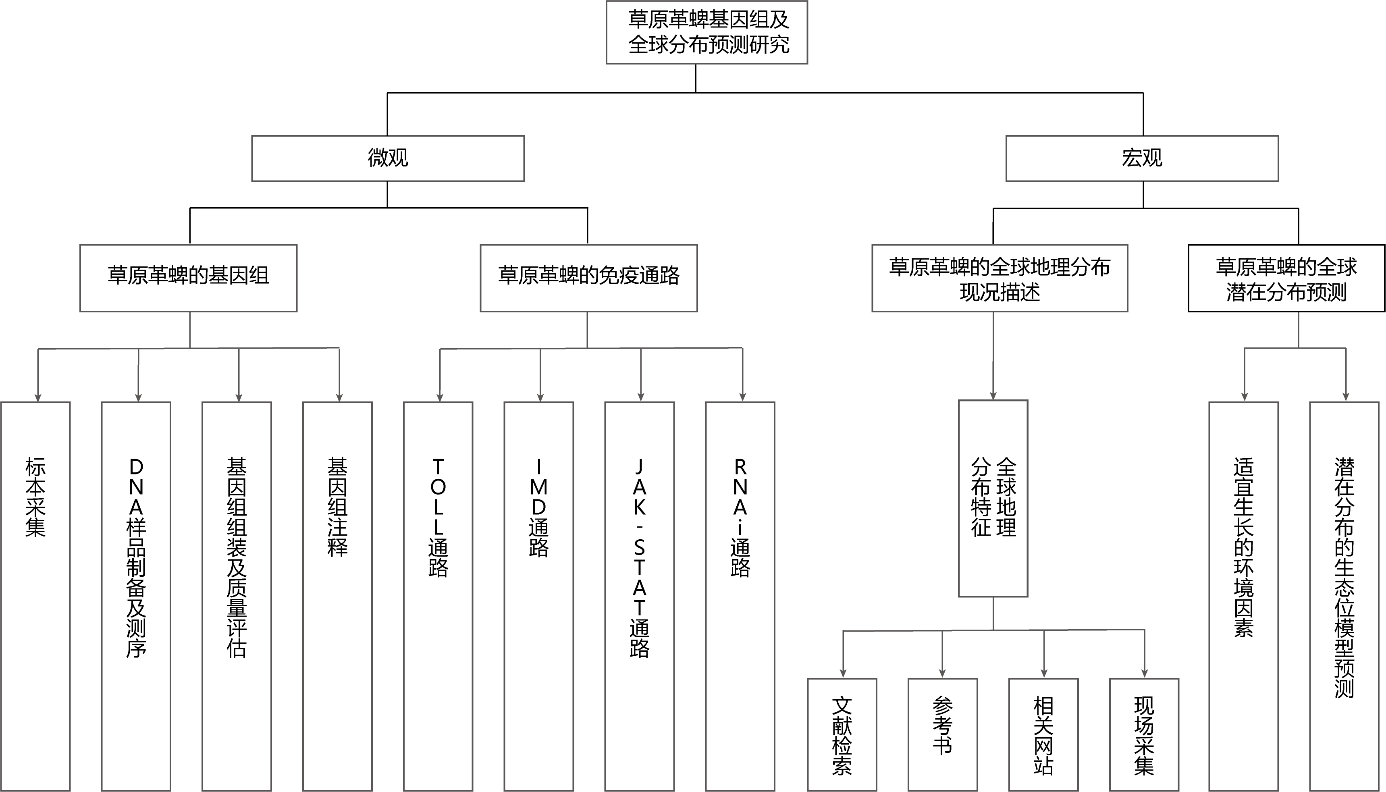 草原革蜱基因组及
全球分布预测研究
微观
宏观
草原革蜱的基因组
草原革蜱的免疫通路
草原革蜱的全球地理分布
现况描述
草原革蜱的全球
潜在分布预测
标本采集
DNA样品制备及测序
基因组组装及质量评估
基因组注释
TOLL通路
IMD通路
JAK-STAT通路
RNAi通路
全球地理
分布特征
适宜生长的环境因素
潜在分布的生态位模型预测
文献检索
参考书
相关网站
现场采集